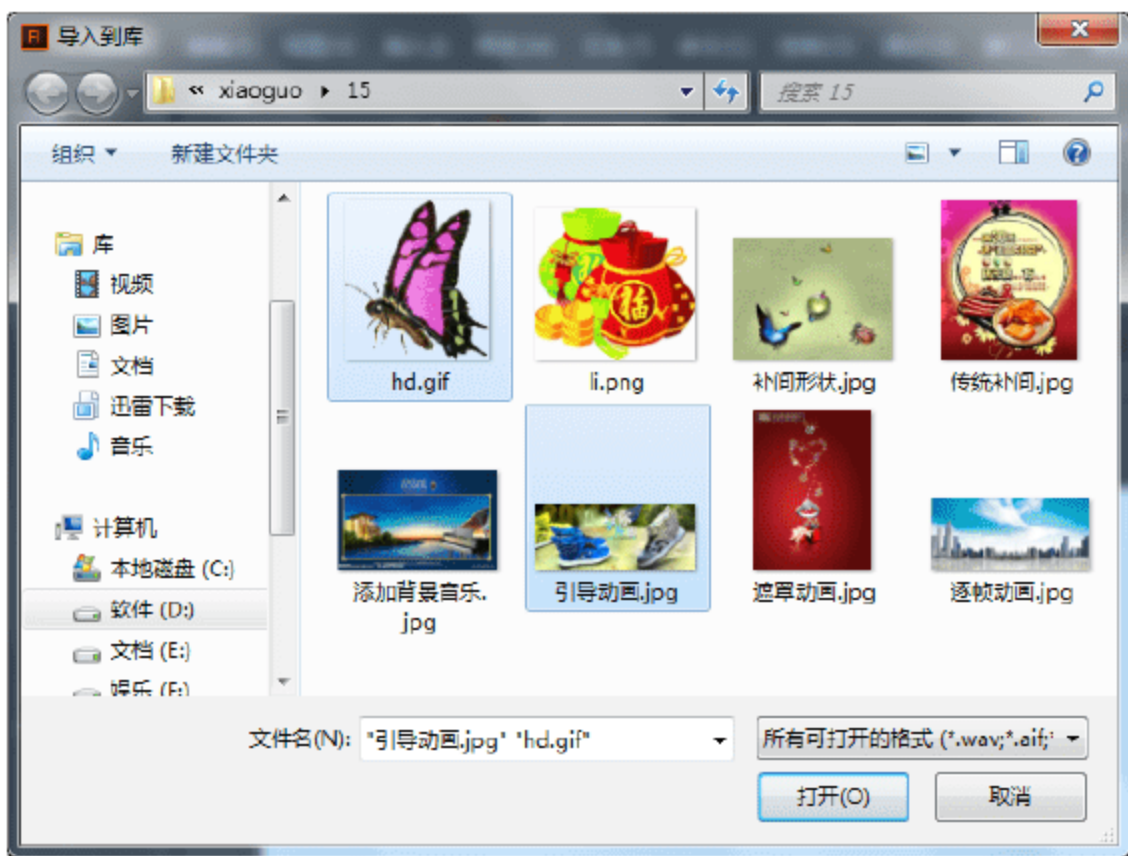 Fl 导入到库
« xiaoguo ▸ 15
搜索 15
组织
新建文件夹
库
视频
图片
文档
迅雷下载
音乐
计算机
本地磁盘 (C:)
软件 (D:)
文档 (E:)
娱乐 (F:)
福
hd.gif
li.png
补间形状.jpg
传统补间.jpg
添加背景音乐.
jpg
引导动画.jpg
遮罩动画.jpg
逐帧动画.jpg
文件名(N):
"引导动画.jpg" "hd.gif"
所有可打开的格式 (*.wav;*.aif;*
打开(O)
取消